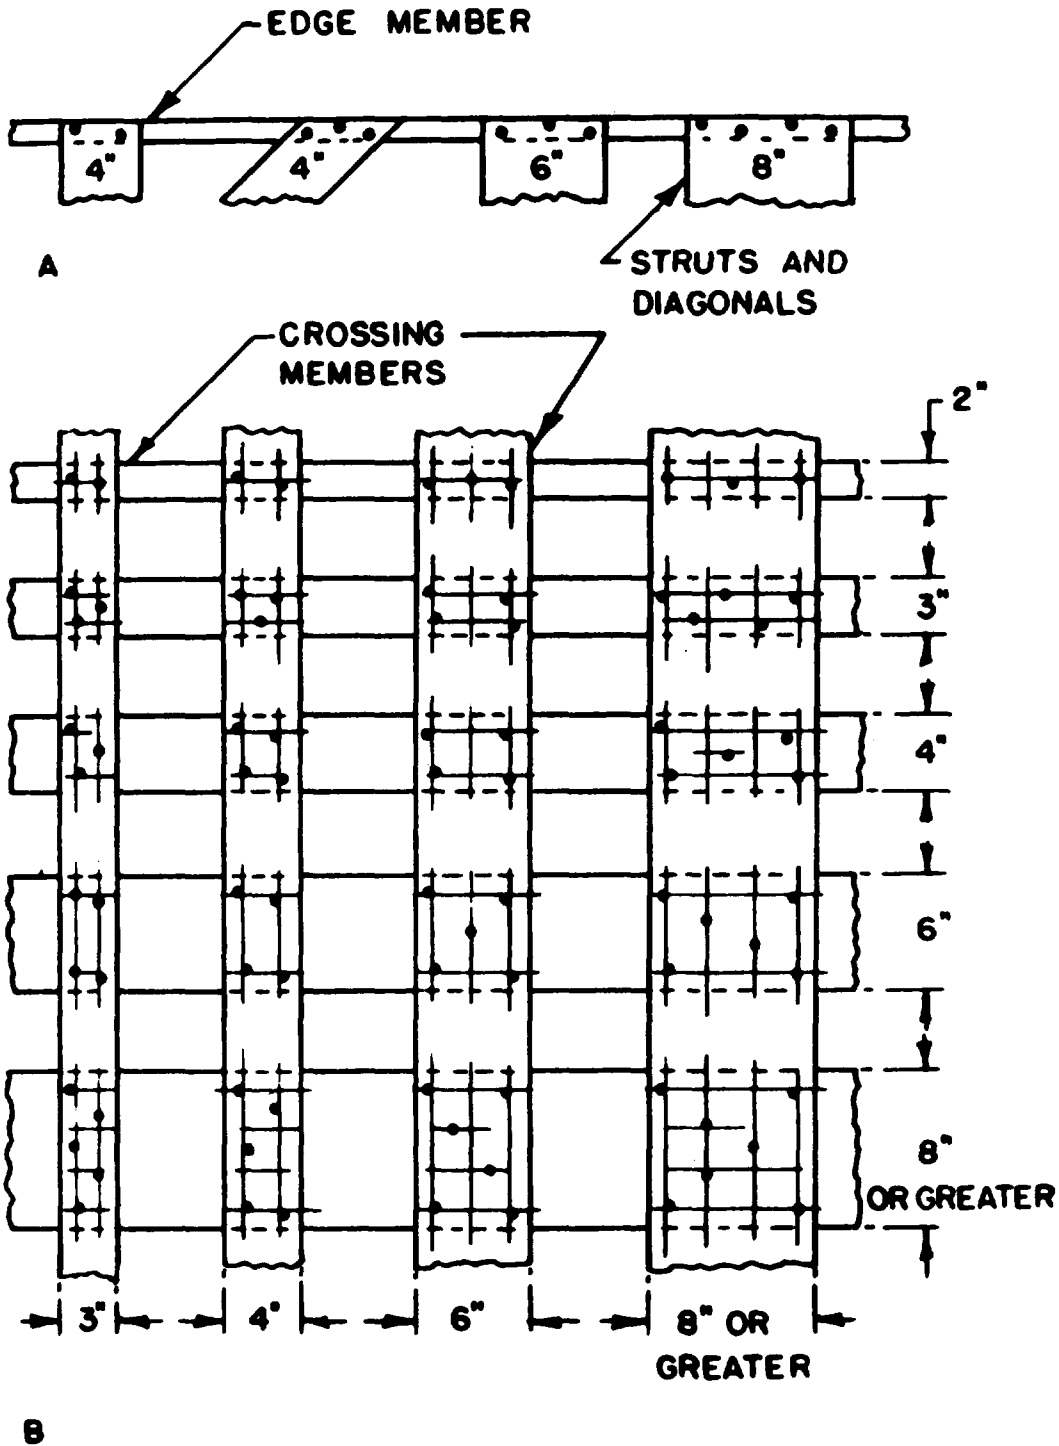 EDGE MEMBER
4" 4" 6" 8"
A
STRUTS AND
DIAGONALS
CROSSING
MEMBERS
2"
3"
4"
6"
8"
OR GREATER
3" 4" 6" 8" OR
GREATER
B